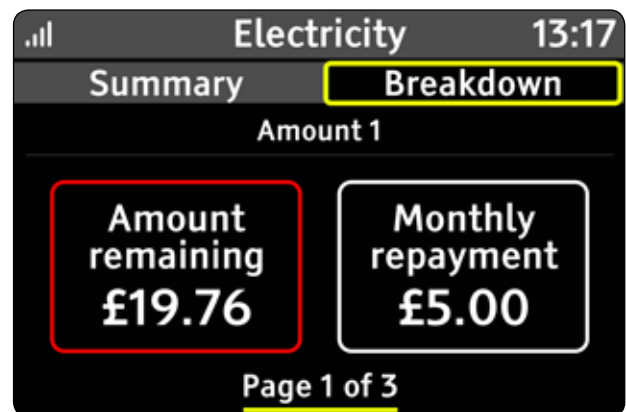 Electricity 13:17
Summary Breakdown
Amount 1
Amount
remaining
£19.76
Monthly
repayment
£5.00
Page 1 of 3